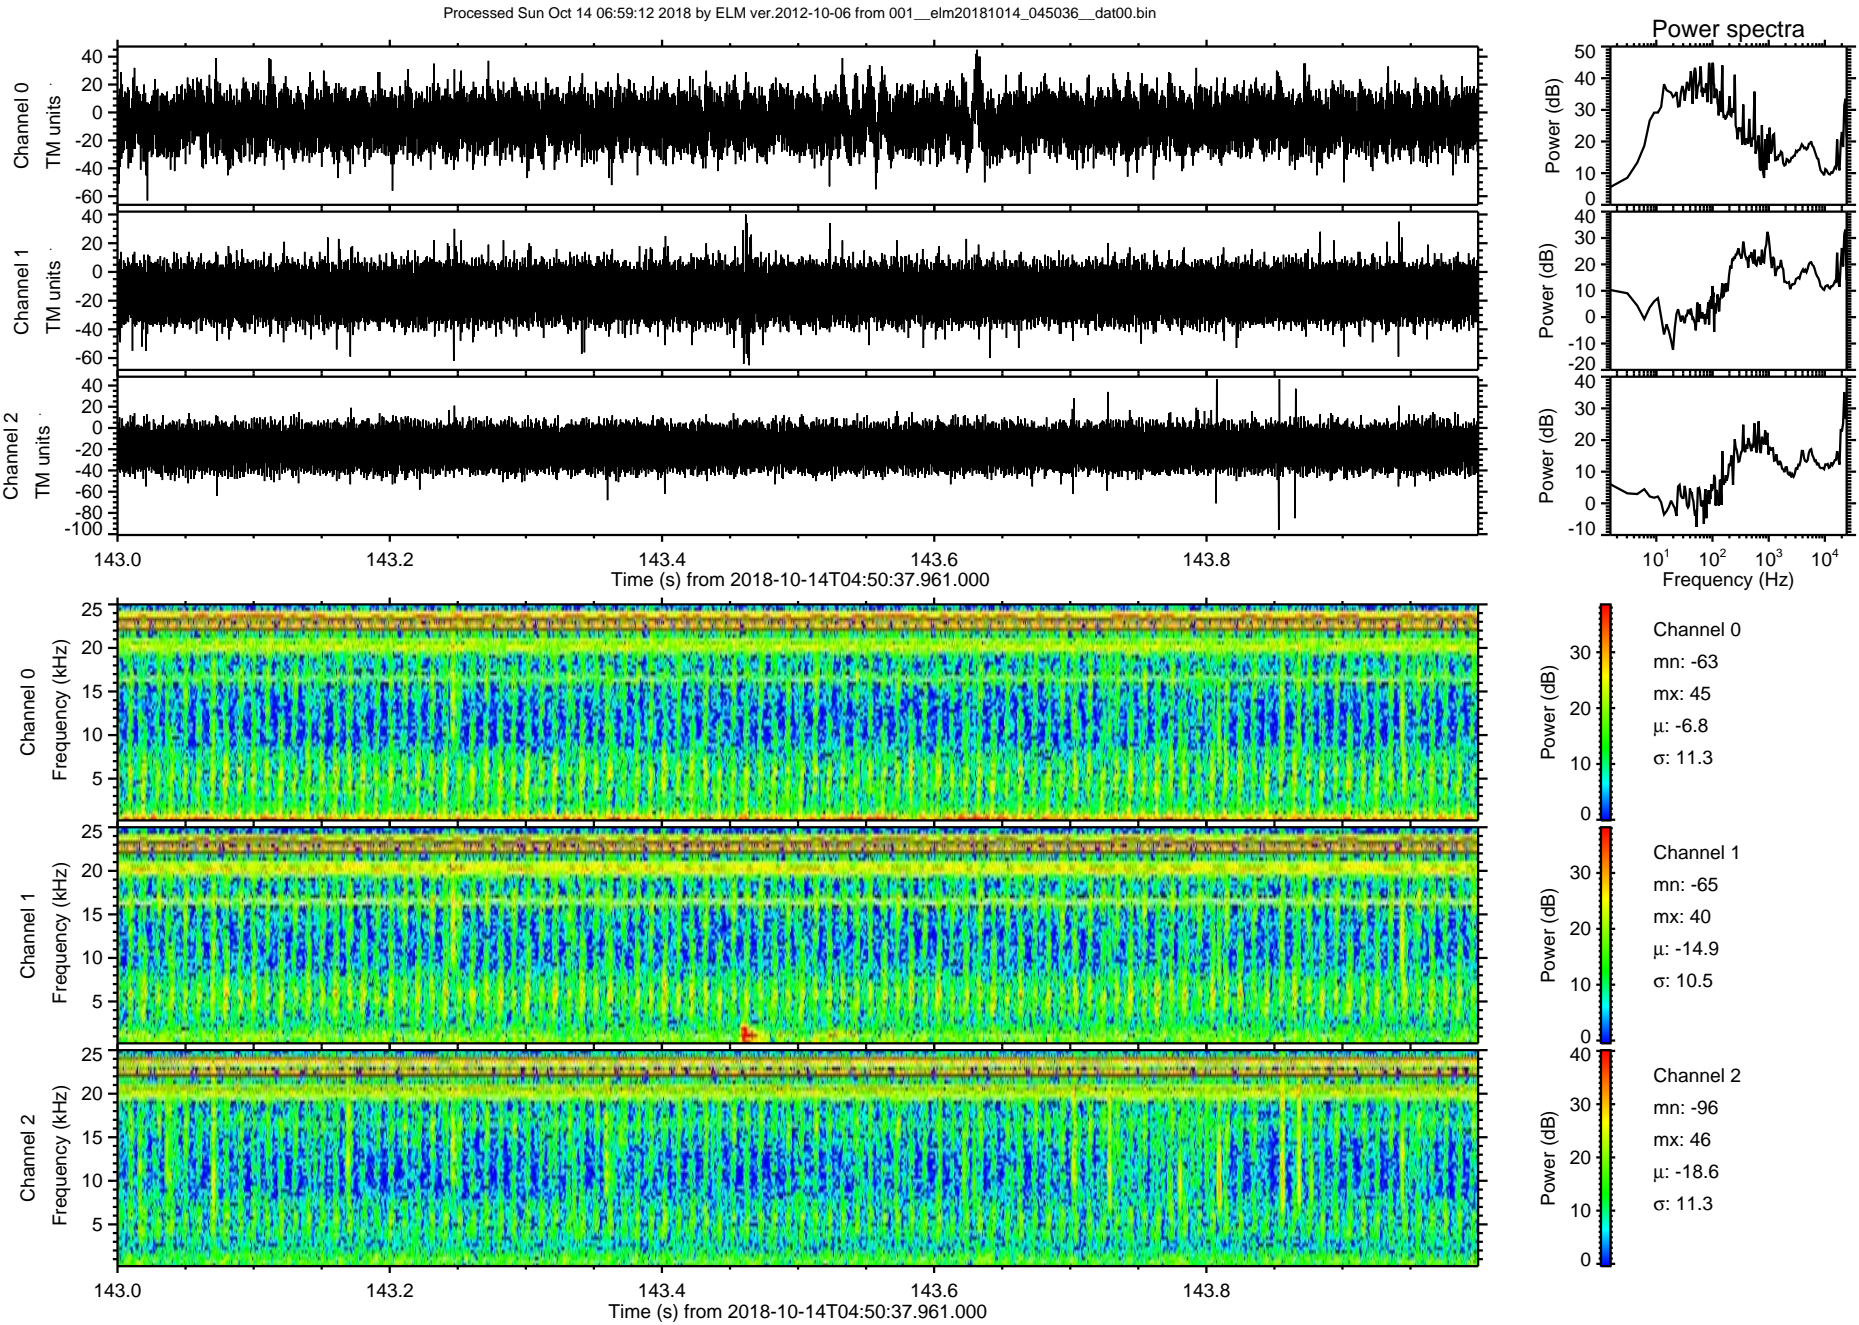 Processed Sun Oct 14 06:59:12 2018 by ELM ver.2012-10-06 from 001__elm20181014_045036__dat00.bin
Power spectra
Channel 0
TM units
40
20
0
-20
-40
-60
Power (dB)
50
40
30
20
10
0
Channel 1
TM units
40
20
0
-20
-40
-60
Power (dB)
40
30
20
10
0
-10
-20
Channel 2
TM units
40
20
0
-20
-40
-60
-80
-100
Power (dB)
40
30
20
10
0
-10
143.0 143.2 143.4 143.6 143.8
Time (s) from 2018-10-14T04:50:37.961.000
10¹ 10² 10³ 10⁴
Frequency (Hz)
Channel 0
Frequency (kHz)
25
20
15
10
5
Power (dB)
30
20
10
0
Channel 0
mn: -63
mx: 45
μ: -6.8
σ: 11.3
Channel 1
Frequency (kHz)
25
20
15
10
5
Power (dB)
30
20
10
0
Channel 1
mn: -65
mx: 40
μ: -14.9
σ: 10.5
Channel 2
Frequency (kHz)
25
20
15
10
5
Power (dB)
40
30
20
10
0
Channel 2
mn: -96
mx: 46
μ: -18.6
σ: 11.3
143.0 143.2 143.4 143.6 143.8
Time (s) from 2018-10-14T04:50:37.961.000